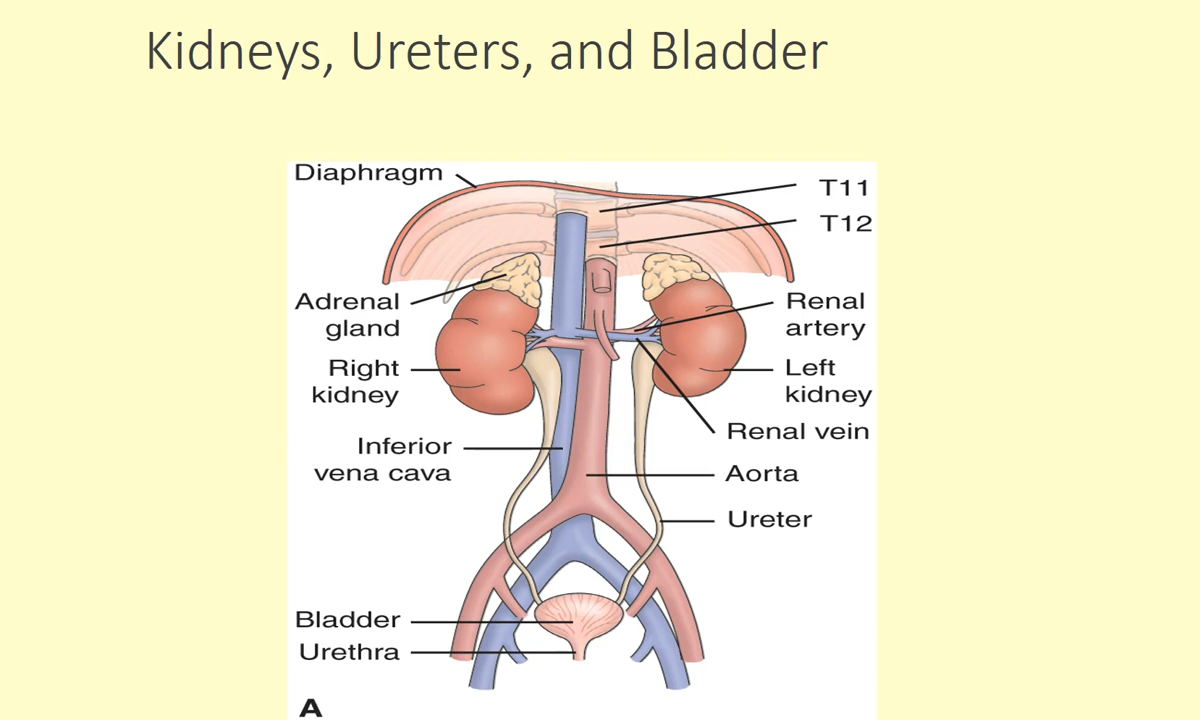 Kidneys, Ureters, and Bladder
Diaphragm
T11
T12
Adrenal
gland
Renal
artery
Right
kidney
Left
kidney
Renal vein
Inferior
vena cava
Aorta
Ureter
Bladder
Urethra
A